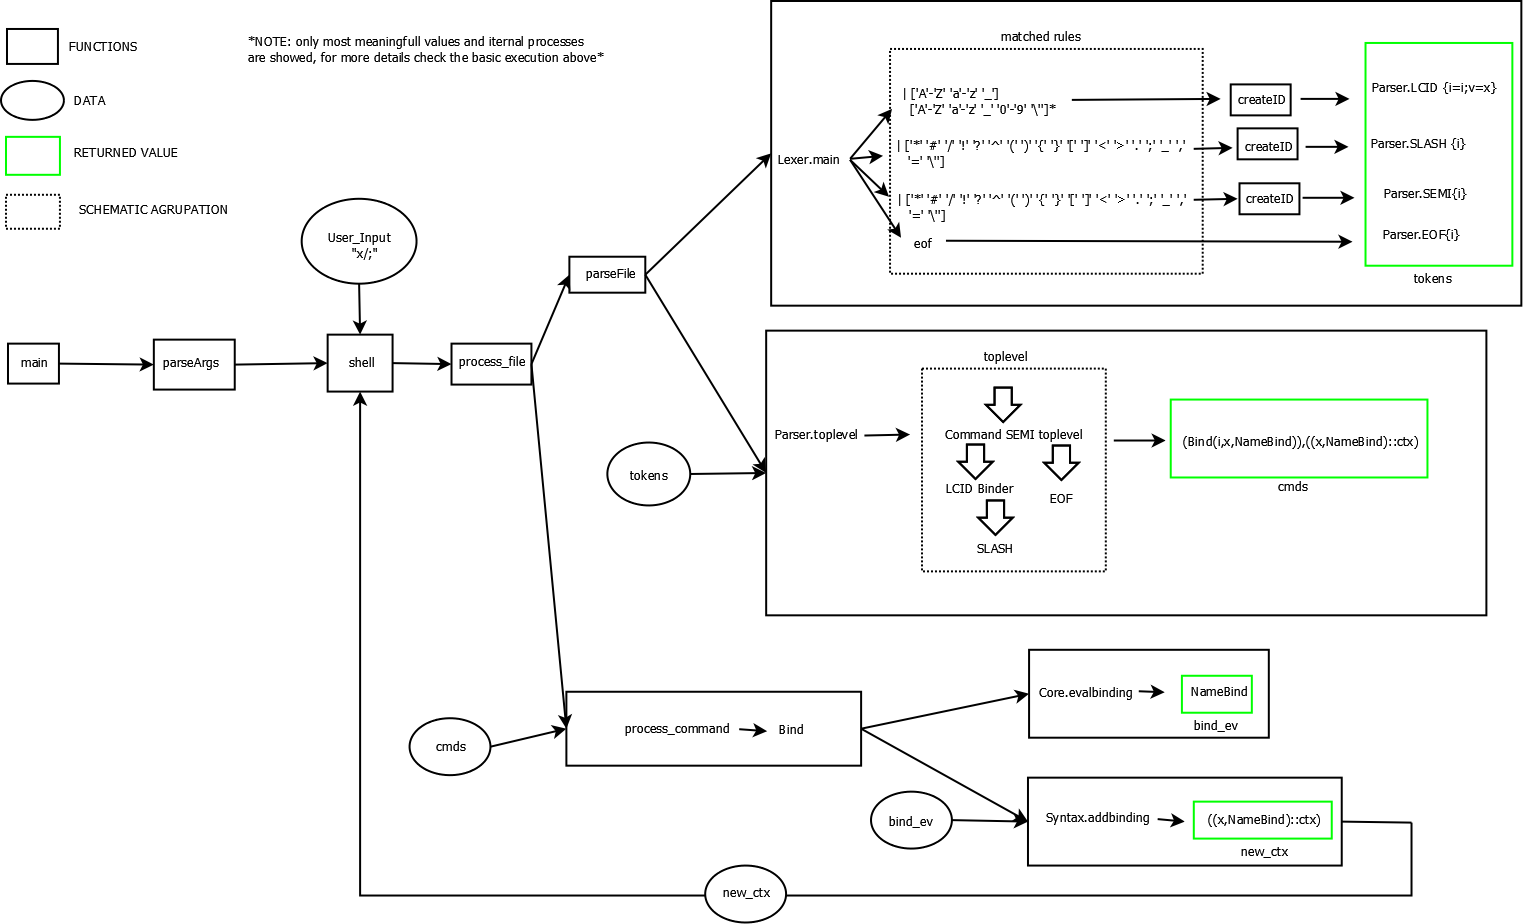 FUNCTIONS
DATA
RETURNED VALUE
SCHEMATIC AGRUPATION
*NOTE: only most meaningfull values and iternal processes
are showed, for more details check the basic execution above*
User_Input
"x/;"
main
parseArgs
shell
process_file
parseFile
Lexer.main
matched rules
| ['A'-'Z' 'a'-'z' '_']
['A'-'Z' 'a'-'z' '_' '0'-'9' '\'']*
| ['*' '#' '/' '!' '?' '^' '(' ')' '{' '}' '[' ']' '<' '>' '.' ';' '_' ','
'=' '\'']
| ['*' '#' '/' '!' '?' '^' '(' ')' '{' '}' '[' ']' '<' '>' '.' ';' '_' ','
'=' '\'']
eof
createID
createID
createID
Parser.LCID {i=i;v=x}
Parser.SLASH {i}
Parser.SEMI{i}
Parser.EOF{i}
tokens
tokens
Parser.toplevel
toplevel
Command SEMI toplevel
LCID Binder
EOF
SLASH
(Bind(i,x,NameBind)),((x,NameBind)::ctx)
cmds
cmds
process_command
Bind
Core.evalbinding
NameBind
bind_ev
bind_ev
Syntax.addbinding
((x,NameBind)::ctx)
new_ctx
new_ctx